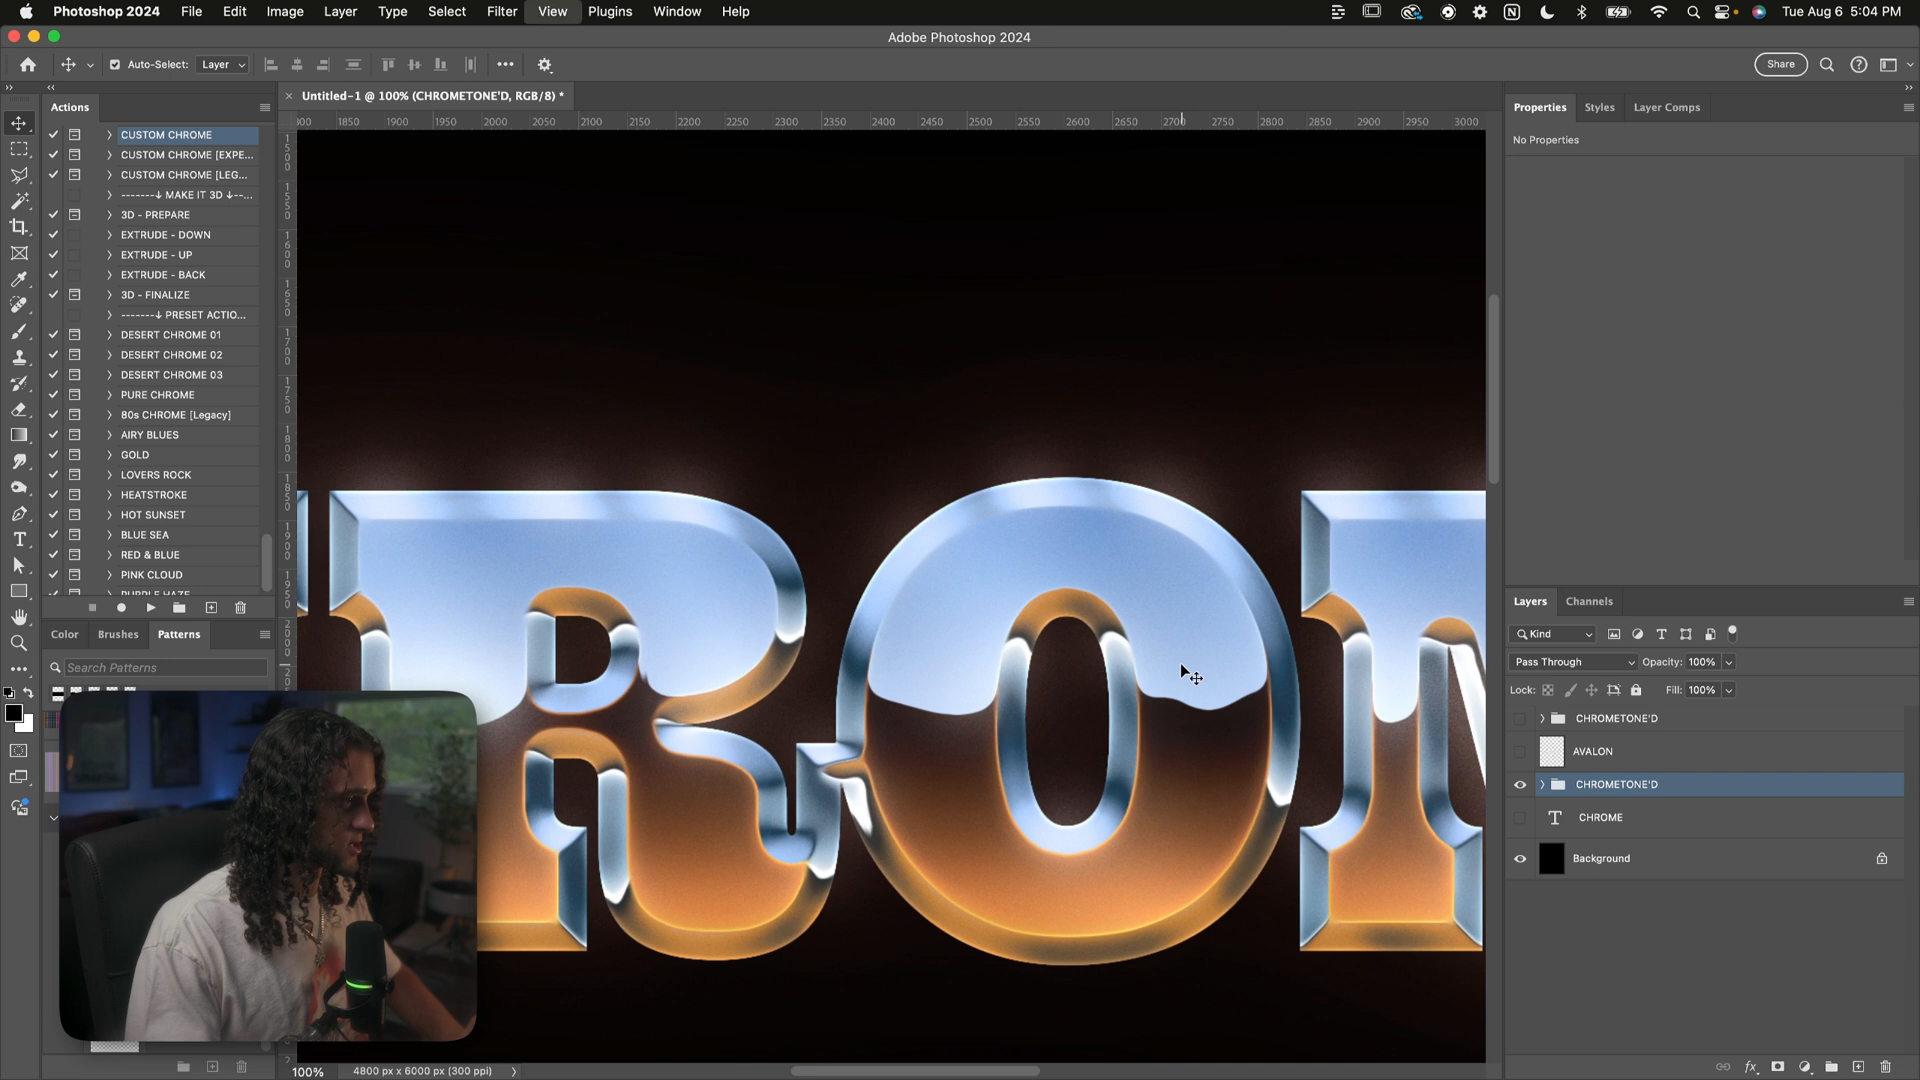 Photoshop 2024 File Edit Image Layer Type Select Filter View Plugins Window Help Tue Aug 6 5:04 PM
Adobe Photoshop 2024
Auto-Select: Layer Share
Untitled-1 @ 100% (CHROMETONE'D, RGB/8) *
Actions
1850 1900 1950 2000 2050 2100 2150 2200 2250 2300 2350 2400 2450 2500 2550 2600 2650 2700 2750 2800 2850 2900 2950 3000
CUSTOM CHROME
CUSTOM CHROME [EXPE...
CUSTOM CHROME [LEG...
-------↓ MAKE IT 3D ↓--...
3D - PREPARE
EXTRUDE - DOWN
EXTRUDE - UP
EXTRUDE - BACK
3D - FINALIZE
-------↓ PRESET ACTIO...
DESERT CHROME 01
DESERT CHROME 02
DESERT CHROME 03
PURE CHROME
80s CHROME [Legacy]
AIRY BLUES
GOLD
LOVERS ROCK
HEATSTROKE
HOT SUNSET
BLUE SEA
RED & BLUE
PINK CLOUD
Color Brushes Patterns
Search Patterns
RO
100% 4800 px x 6000 px (300 ppi)
Properties Styles Layer Comps
No Properties
Layers Channels
Kind
Pass Through Opacity: 100%
Lock: Fill: 100%
CHROMETONE'D
AVALON
CHROMETONE'D
CHROME
Background